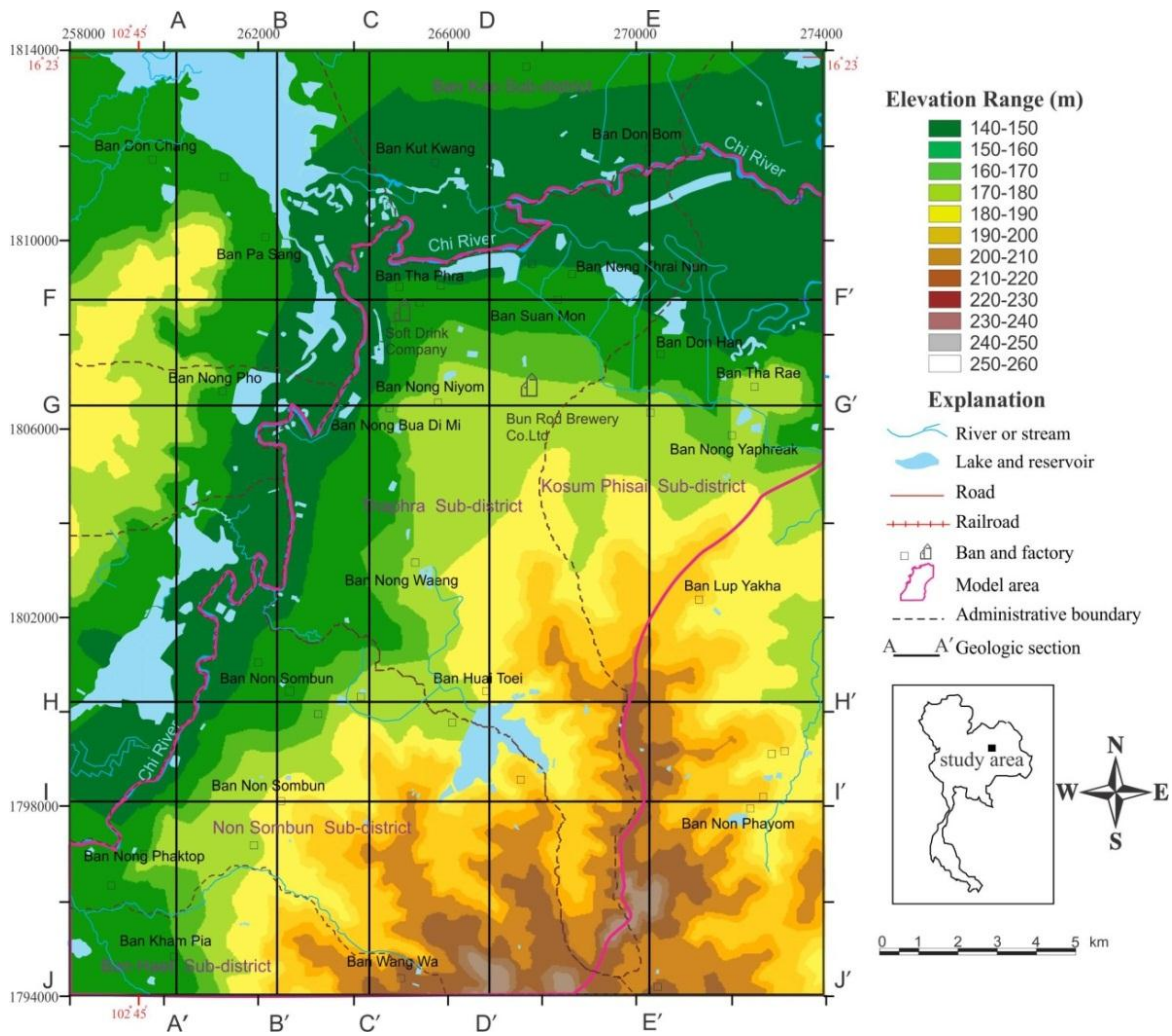 A B C D E
258000 102° 45' 262000 266000 270000 274000
1814000
16° 23'
16° 23'
Ban Don Bom
Ban Don Chang
Ban Kut Kwang
Chi River
1810000
Ban Pa Sang
Chi River
Ban Tha Phra
Ban Nong Khrai Nun
F F'
Ban Suan Mon
Soft Drink
Company
Ban Don Han
Ban Nong Pho
Ban Nong Niyom
Ban Tha Rae
G G'
1806000
Ban Nong Bua Di Mi
Bun Rod Brewery
Co.Ltd
Ban Nong Yaphreak
Kosum Phisai Sub-district
Thaphra Sub-district
Ban Nong Waeng
Ban Lup Yakha
1802000
Ban Non Sombun
Ban Huai Toei
H H'
Chi River
Ban Non Sombun
I I'
1798000
Non Sombun Sub-district
Ban Non Phayom
Ban Nong Phaktop
Ban Kham Pia
Sub-district
Ban Wang Wa
J J'
1794000
102° 45'
A' B' C' D' E'
Elevation Range (m)
140-150
150-160
160-170
170-180
180-190
190-200
200-210
210-220
220-230
230-240
240-250
250-260
Explanation
River or stream
Lake and reservoir
Road
Railroad
Ban and factory
Model area
Administrative boundary
A A' Geologic section
study area
N
W E
S
0 1 2 3 4 5 km